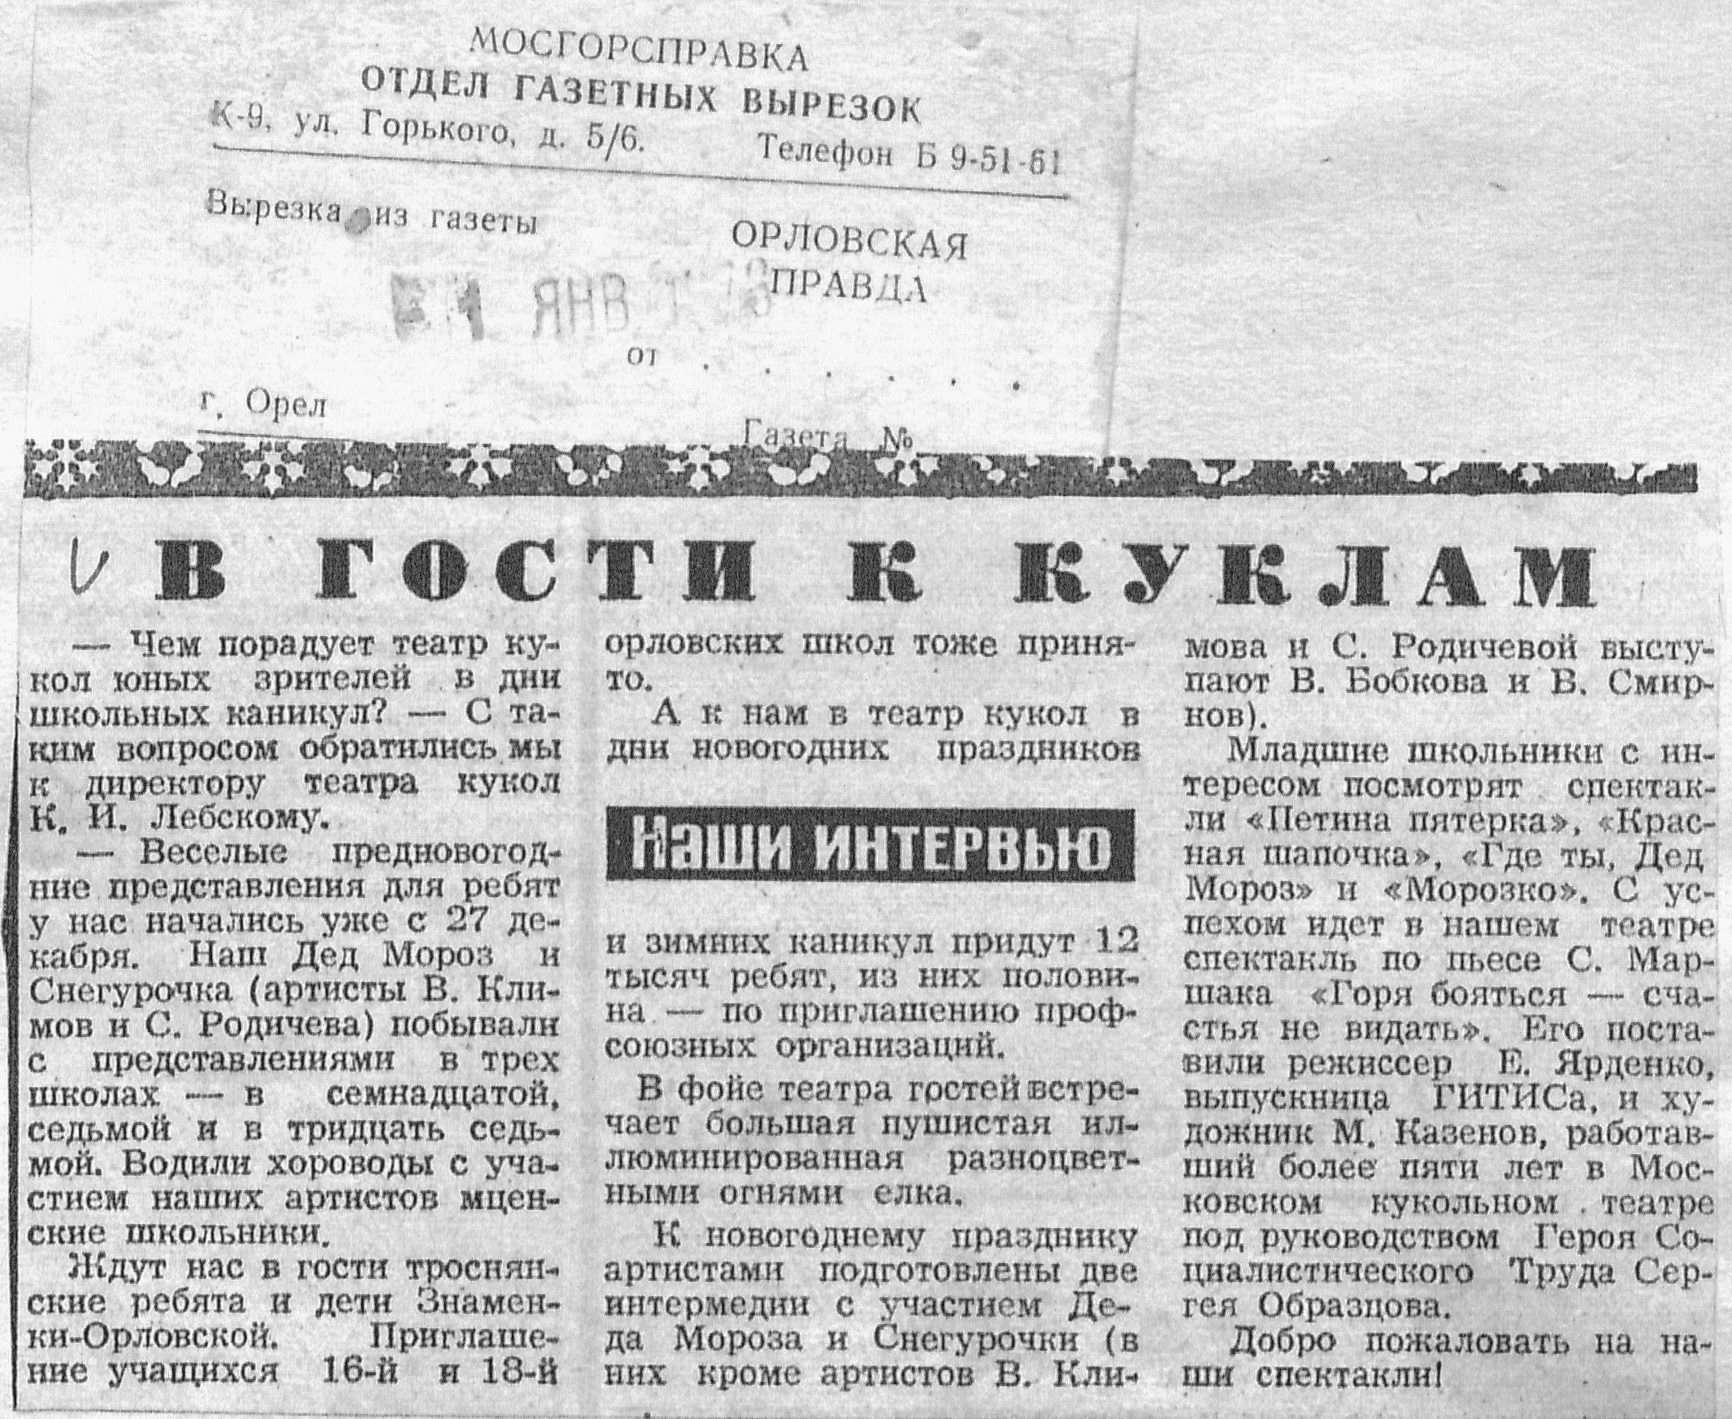 МОСГОРСПРАВКА
ОТДЕЛ ГАЗЕТНЫХ ВЫРЕЗОК
К-9, ул. Горького, д. 5/6. Телефон Б 9-51-61
Вырезка из газеты
ОРЛОВСКАЯ
ПРАВДА
1 ЯНВ
от . . . . . .
г. Орел
Газета №
В ГОСТИ К КУКЛАМ
— Чем порадует театр ку-
кол юных зрителей в дни
школьных каникул? — С та-
ким вопросом обратились мы
к директору театра кукол
К. И. Лебскому.
— Веселые предновогод-
ние представления для ребят
у нас начались уже с 27 де-
кабря. Наш Дед Мороз и
Снегурочка (артисты В. Кли-
мов и С. Родичева) побывали
с представлениями в трех
школах — в семнадцатой,
седьмой и в тридцать седь-
мой. Водили хороводы с уча-
стием наших артистов мцен-
ские школьники.
Ждут нас в гости троснян-
ские ребята и дети Знамен-
ки-Орловской. Приглаше-
ние учащихся 16-й и 18-й
орловских школ тоже приня-
то.
А к нам в театр кукол в
дни новогодних праздников
Наши интервью
и зимних каникул придут 12
тысяч ребят, из них полови-
на — по приглашению проф-
союзных организаций.
В фойе театра гостей встре-
чает большая пушистая ил-
люминированная разноцвет-
ными огнями елка.
К новогоднему празднику
артистами подготовлены две
интермедии с участием Де-
да Мороза и Снегурочки (в
них кроме артистов В. Кли-
мова и С. Родичевой высту-
пают В. Бобкова и В. Смир-
нов).
Младшие школьники с ин-
тересом посмотрят спектак-
ли «Петина пятерка», «Крас-
ная шапочка», «Где ты, Дед
Мороз» и «Морозко». С ус-
пехом идет в нашем театре
спектакль по пьесе С. Мар-
шака «Горя бояться — сча-
стья не видать». Его поста-
вили режиссер Е. Ярденко,
выпускница ГИТИСа, и ху-
дожник М. Казенов, работав-
ший более пяти лет в Мос-
ковском кукольном театре
под руководством Героя Со-
циалистического Труда Сер-
гея Образцова.
Добро пожаловать на на-
ши спектакли!